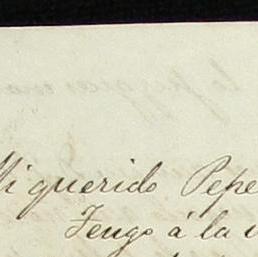 Mi querido Pepe
Tengo á la v